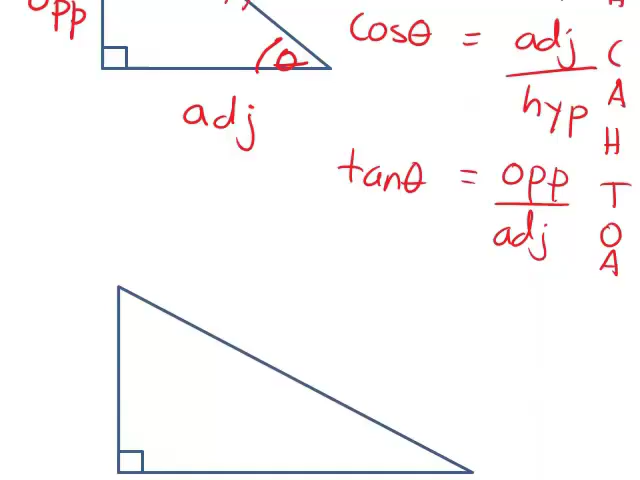 opp
θ
adj
cosθ = adj
hyp
tanθ = opp
adj
H
C
A
H
T
O
A